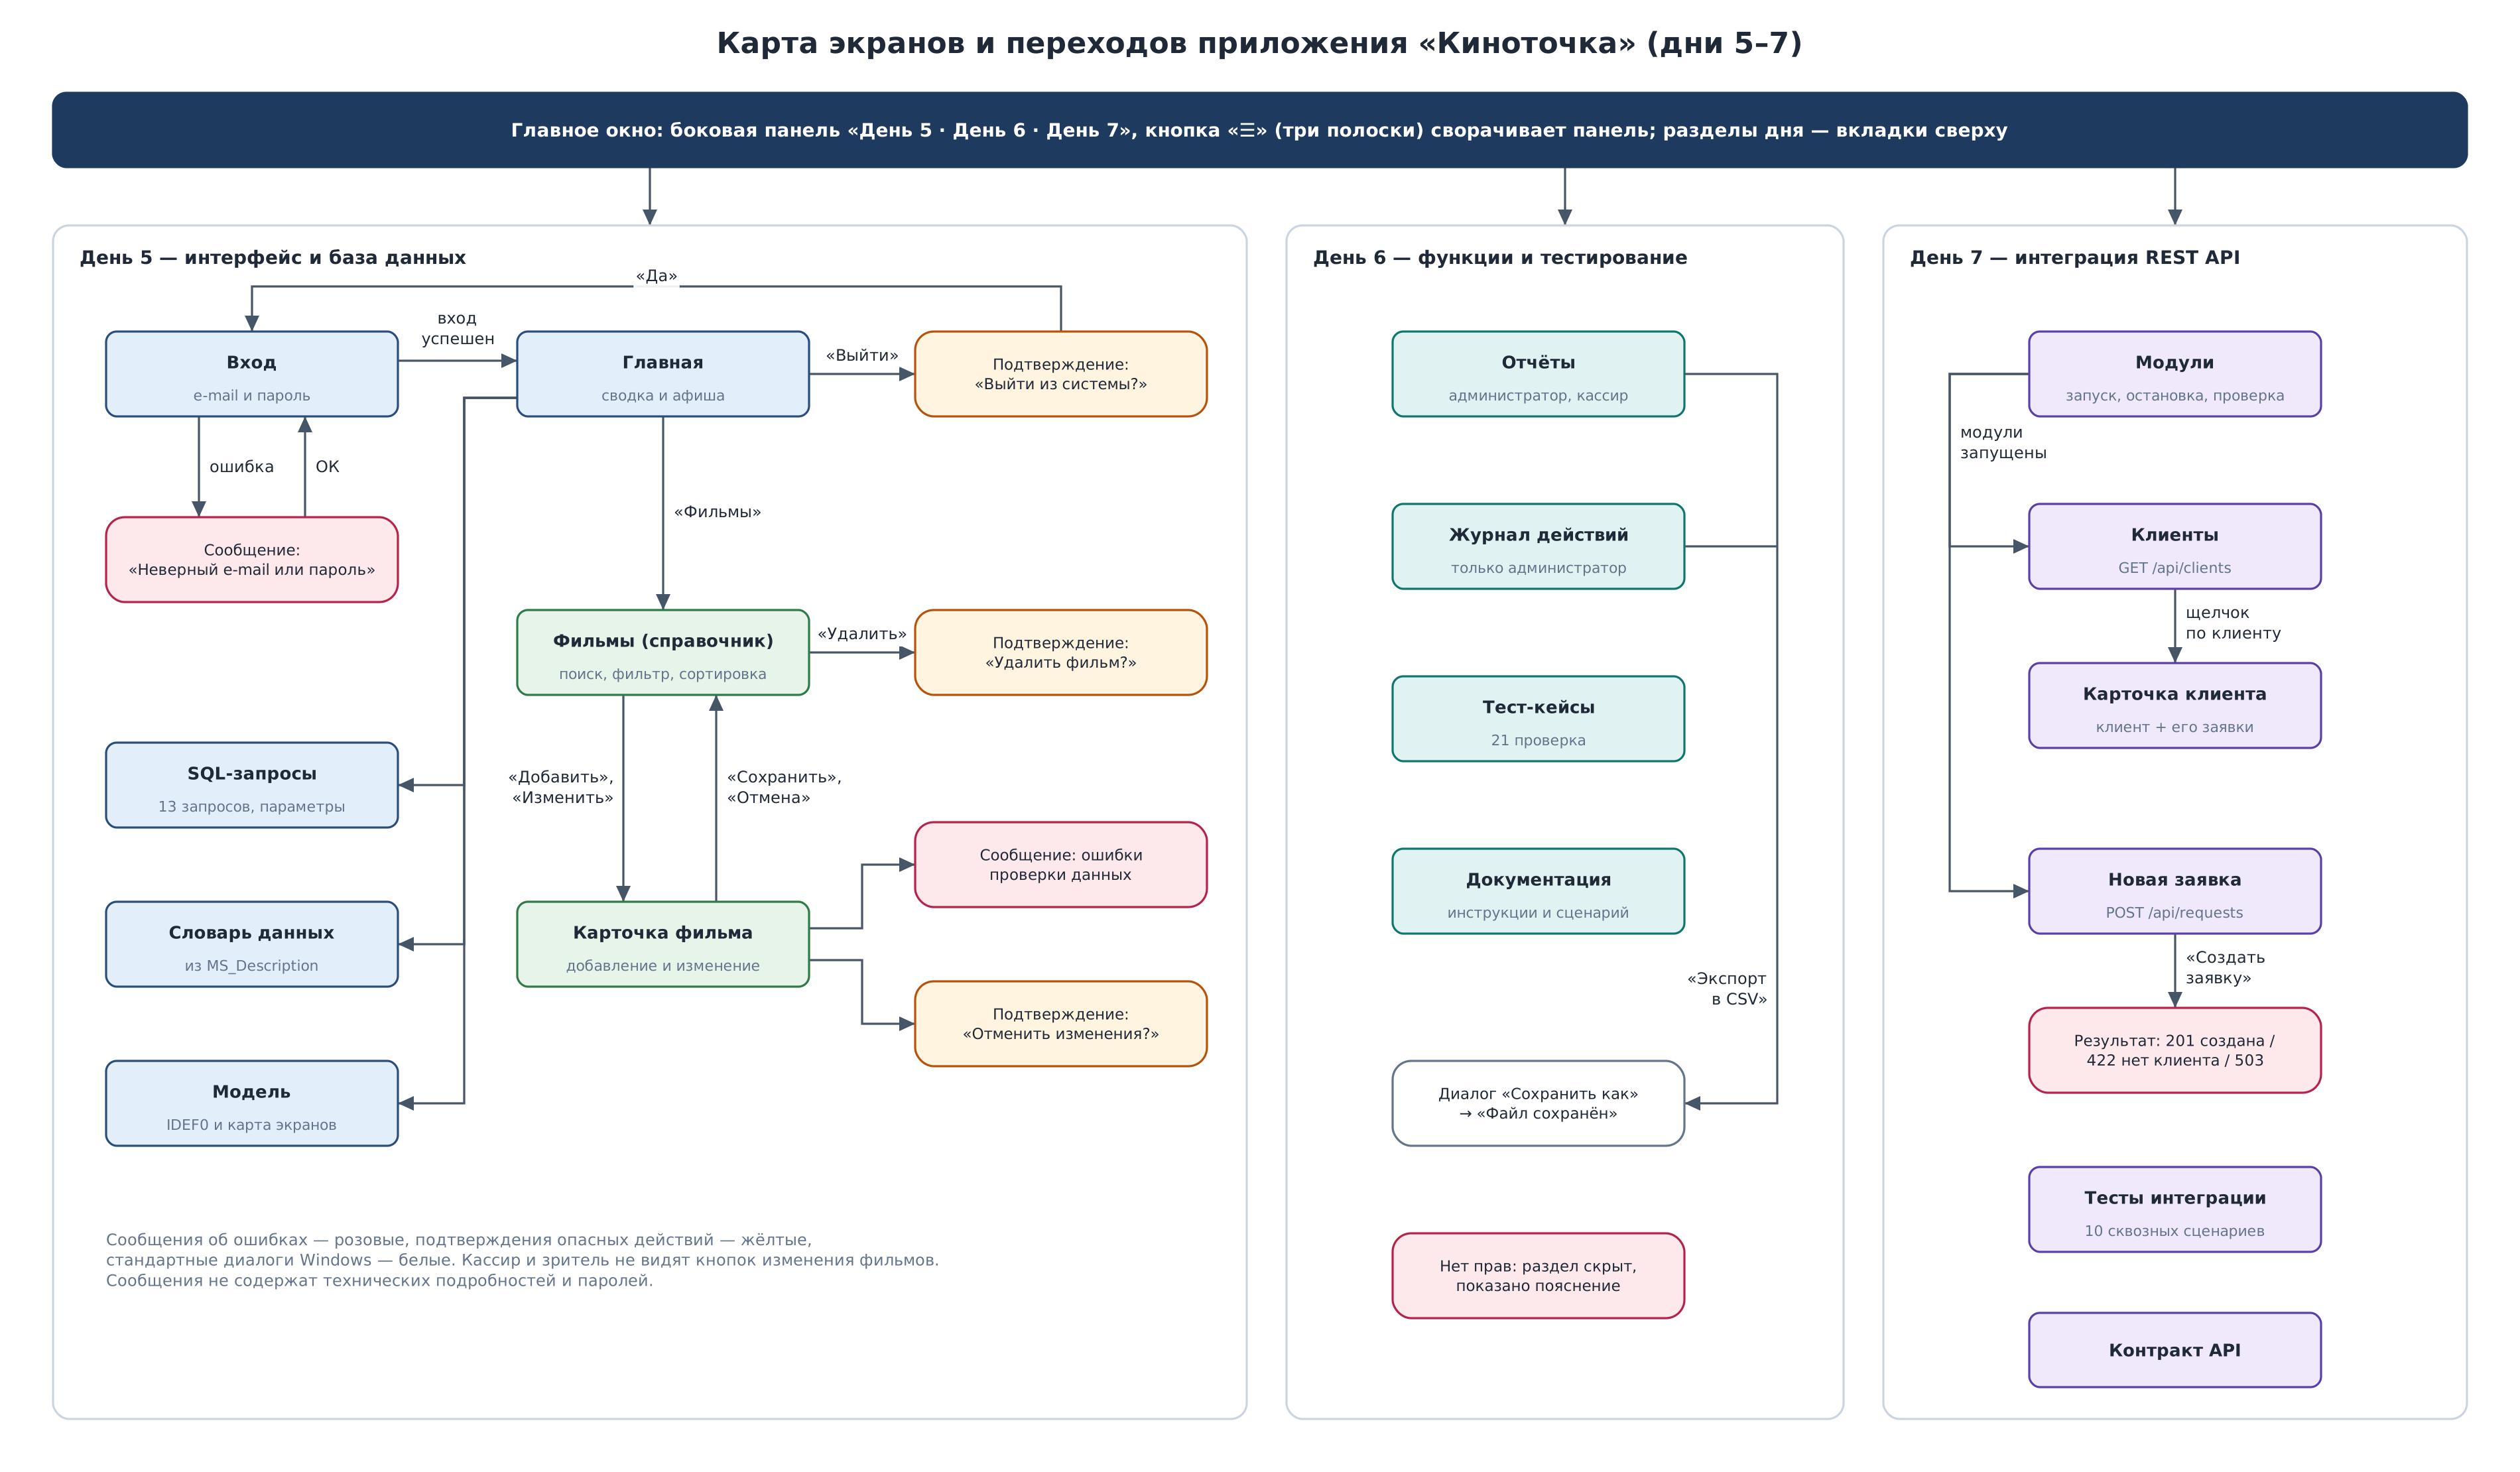 Карта экранов и переходов приложения «Киноточка» (дни 5–7)
Главное окно: боковая панель «День 5 · День 6 · День 7», кнопка «☰» (три полоски) сворачивает панель; разделы дня — вкладки сверху
День 5 — интерфейс и база данных
«Да»
Вход
e-mail и пароль
вход
успешен
Главная
сводка и афиша
«Выйти»
Подтверждение:
«Выйти из системы?»
ошибка
ОК
Сообщение:
«Неверный e-mail или пароль»
«Фильмы»
Фильмы (справочник)
поиск, фильтр, сортировка
«Удалить»
Подтверждение:
«Удалить фильм?»
SQL-запросы
13 запросов, параметры
«Добавить»,
«Изменить»
«Сохранить»,
«Отмена»
Сообщение: ошибки
проверки данных
Словарь данных
из MS_Description
Карточка фильма
добавление и изменение
Подтверждение:
«Отменить изменения?»
Модель
IDEF0 и карта экранов
Сообщения об ошибках — розовые, подтверждения опасных действий — жёлтые,
стандартные диалоги Windows — белые. Кассир и зритель не видят кнопок изменения фильмов.
Сообщения не содержат технических подробностей и паролей.
День 6 — функции и тестирование
Отчёты
администратор, кассир
Журнал действий
только администратор
Тест-кейсы
21 проверка
Документация
инструкции и сценарий
«Экспорт
в CSV»
Диалог «Сохранить как»
→ «Файл сохранён»
Нет прав: раздел скрыт,
показано пояснение
День 7 — интеграция REST API
Модули
запуск, остановка, проверка
модули
запущены
Клиенты
GET /api/clients
щелчок
по клиенту
Карточка клиента
клиент + его заявки
Новая заявка
POST /api/requests
«Создать
заявку»
Результат: 201 создана /
422 нет клиента / 503
Тесты интеграции
10 сквозных сценариев
Контракт API